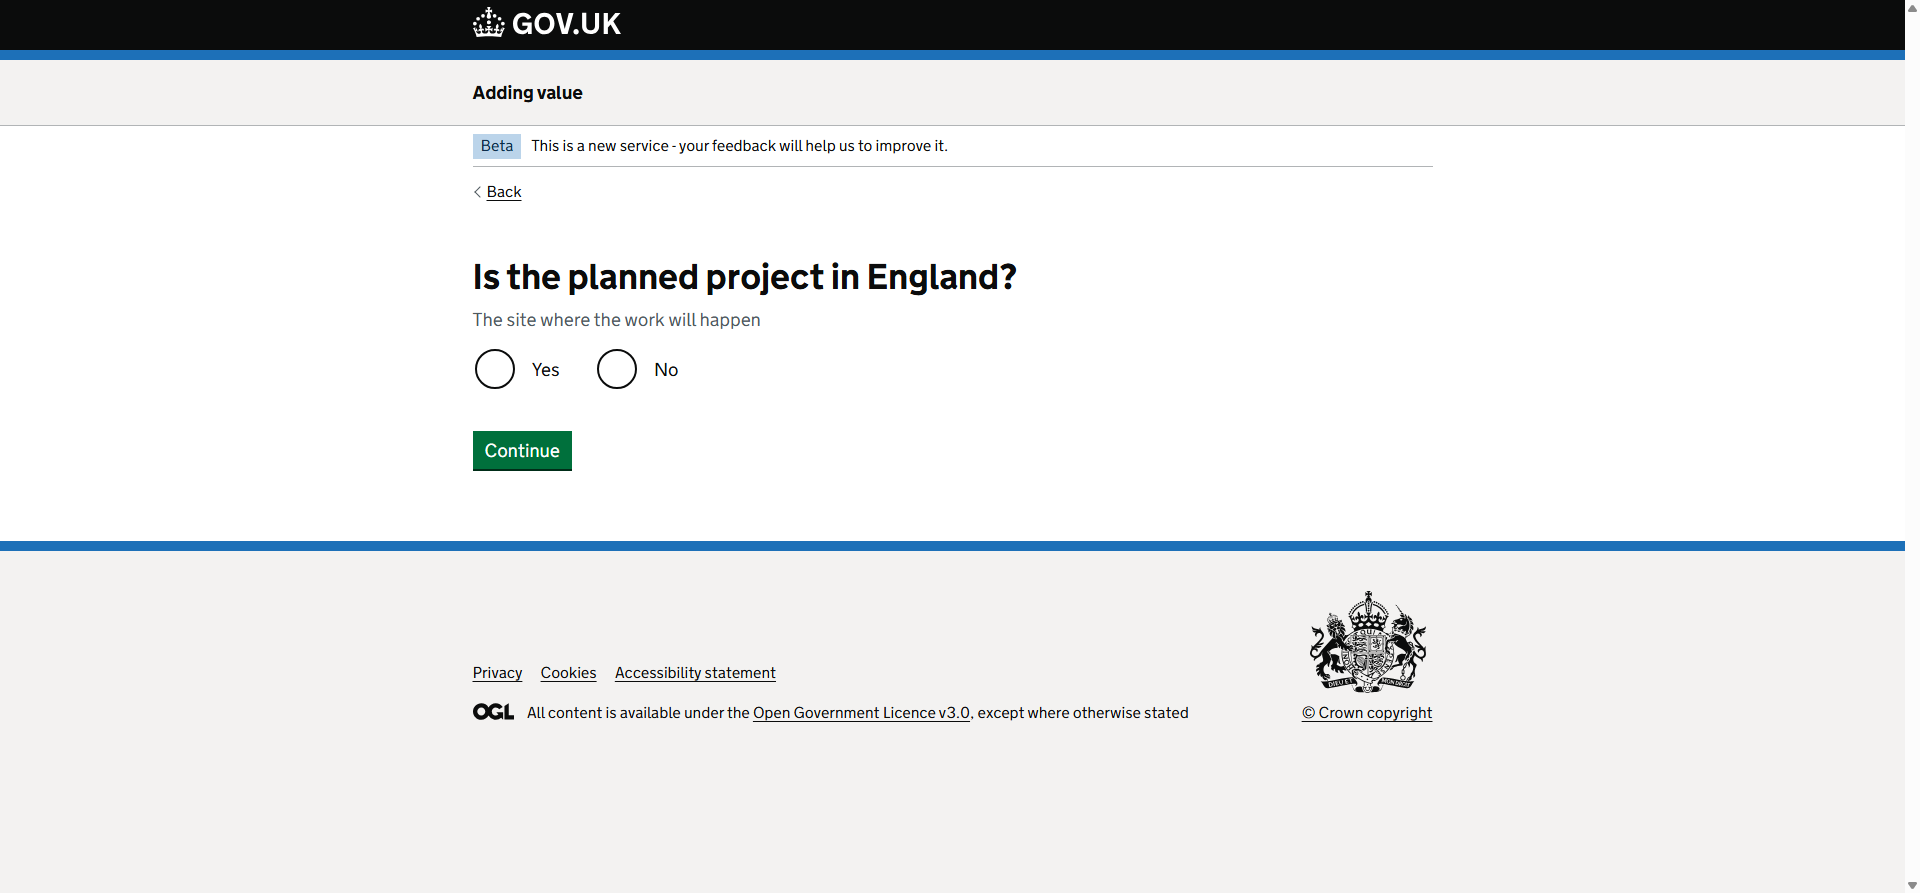 GOV.UK
Adding value
Beta This is a new service - your feedback will help us to improve it.
Back
Is the planned project in England?
The site where the work will happen
Yes No
Continue
Privacy Cookies Accessibility statement
OGL All content is available under the Open Government Licence v3.0, except where otherwise stated
© Crown copyright